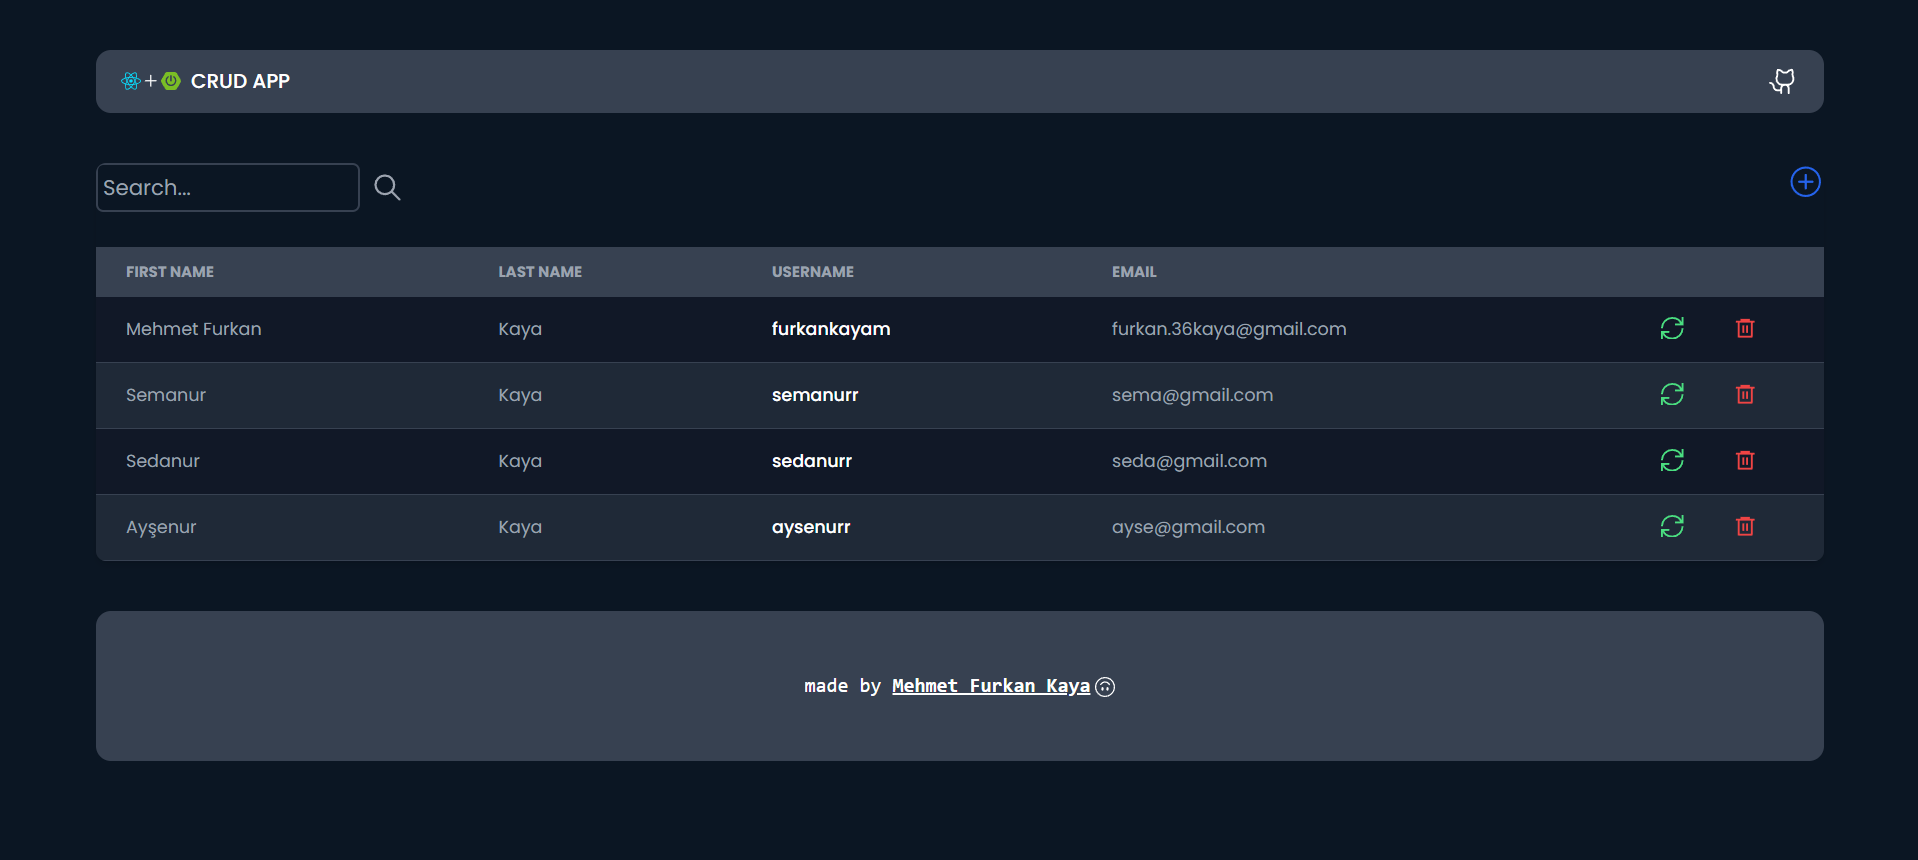 + CRUD APP
Search...
FIRST NAME LAST NAME USERNAME EMAIL
Mehmet Furkan Kaya furkankayam furkan.36kaya@gmail.com
Semanur Kaya semanurr sema@gmail.com
Sedanur Kaya sedanurr seda@gmail.com
Ayşenur Kaya aysenurr ayse@gmail.com
made by Mehmet Furkan Kaya